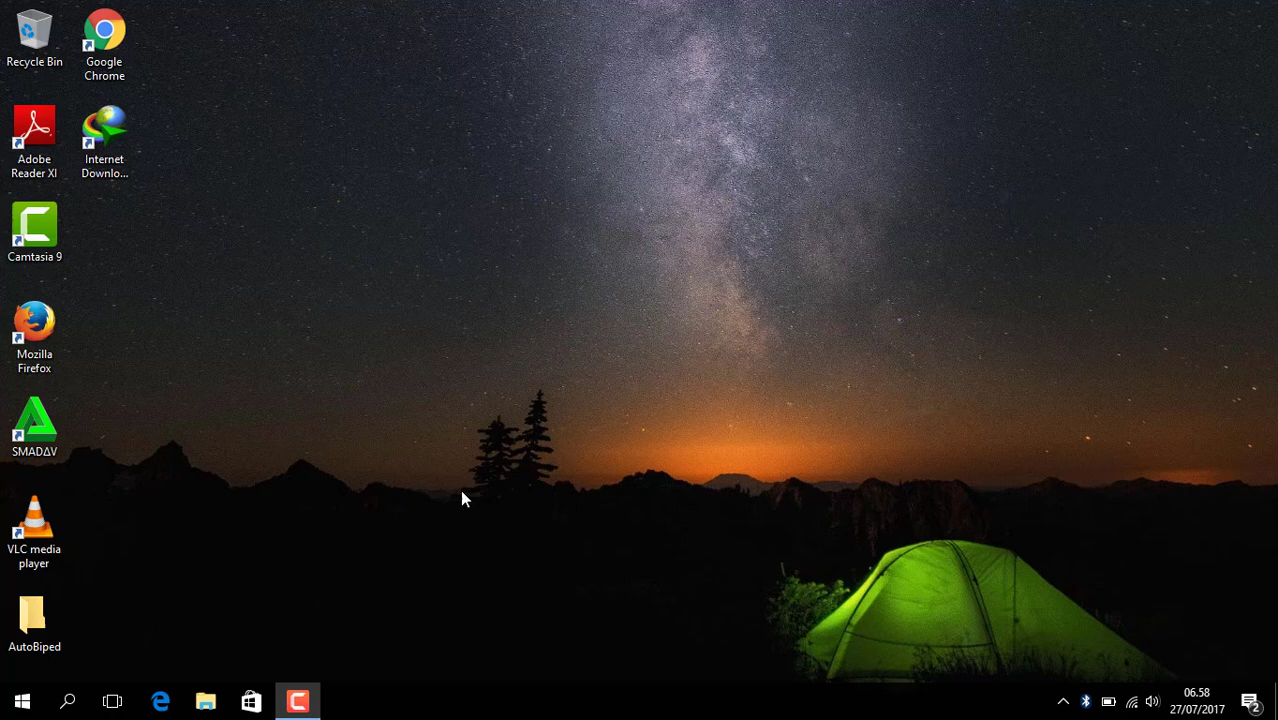 Recycle Bin
Google
Chrome
Adobe
Reader XI
Internet
Downlo...
Camtasia 9
Mozilla
Firefox
SMADΔV
VLC media
player
AutoBiped
06.58
27/07/2017
2